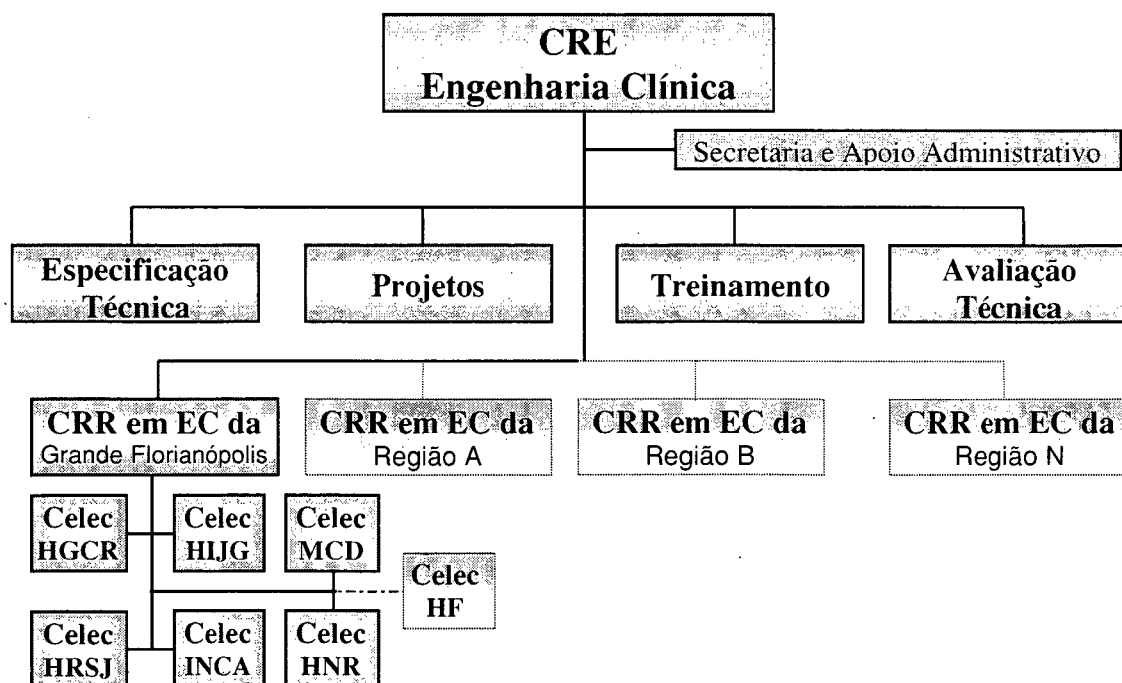 CRE
Engenharia Clínica
Secretaria e Apoio Administrativo
Especificação
Técnica
Projetos
Treinamento
Avaliação
Técnica
CRR em EC da
Grande Florianópolis
CRR em EC da
Região A
CRR em EC da
Região B
CRR em EC da
Região N
Celec
HGCR
Celec
HIJG
Celec
MCD
Celec
HF
Celec
HRSJ
Celec
INCA
Celec
HNR